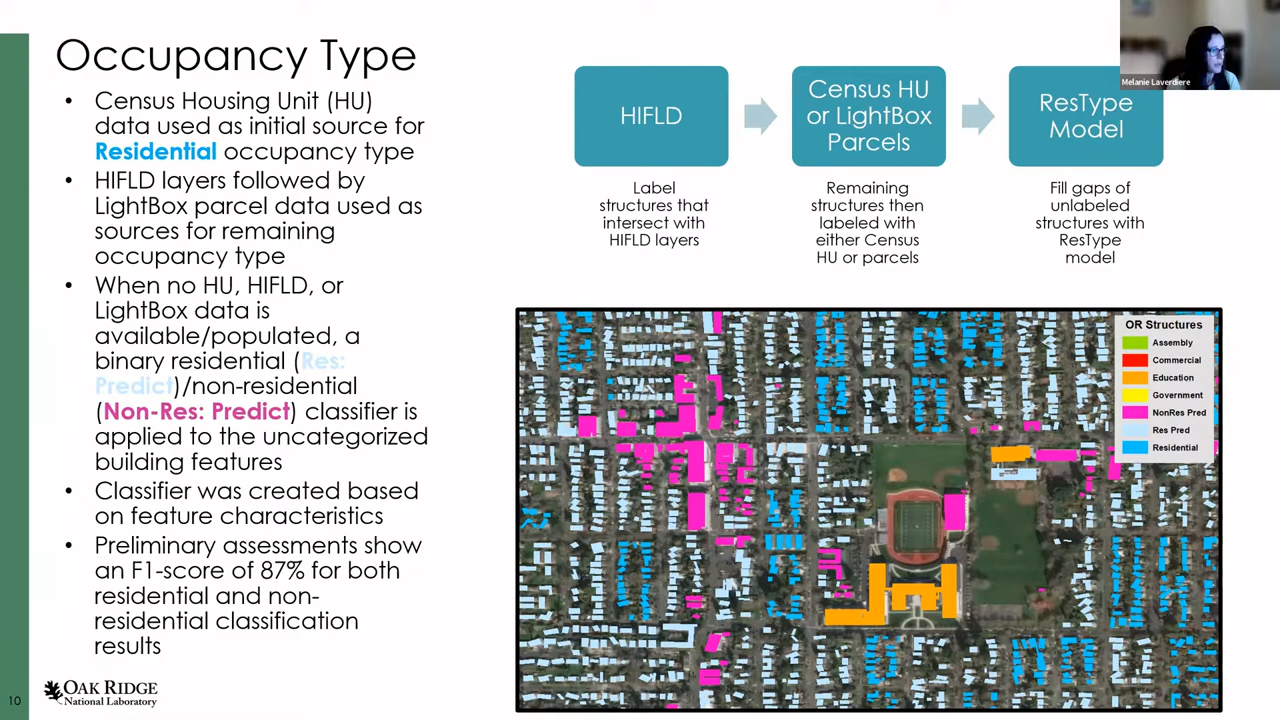 Occupancy Type
• Census Housing Unit (HU)
data used as initial source for
Residential occupancy type
• HIFLD layers followed by
LightBox parcel data used as
sources for remaining
occupancy type
• When no HU, HIFLD, or
LightBox data is
available/populated, a
binary residential (Res:
Predict)/non-residential
(Non-Res: Predict) classifier is
applied to the uncategorized
building features
• Classifier was created based
on feature characteristics
• Preliminary assessments show
an F1-score of 87% for both
residential and non-
residential classification
results
HIFLD
Label
structures that
intersect with
HIFLD layers
Census HU
or LightBox
Parcels
Remaining
structures then
labeled with
either Census
HU or parcels
ResType
Model
Fill gaps of
unlabeled
structures with
ResType
model
Melanie Laverdiere
OR Structures
Assembly
Commercial
Education
Government
NonRes Pred
Res Pred
Residential
10
OAK RIDGE
National Laboratory